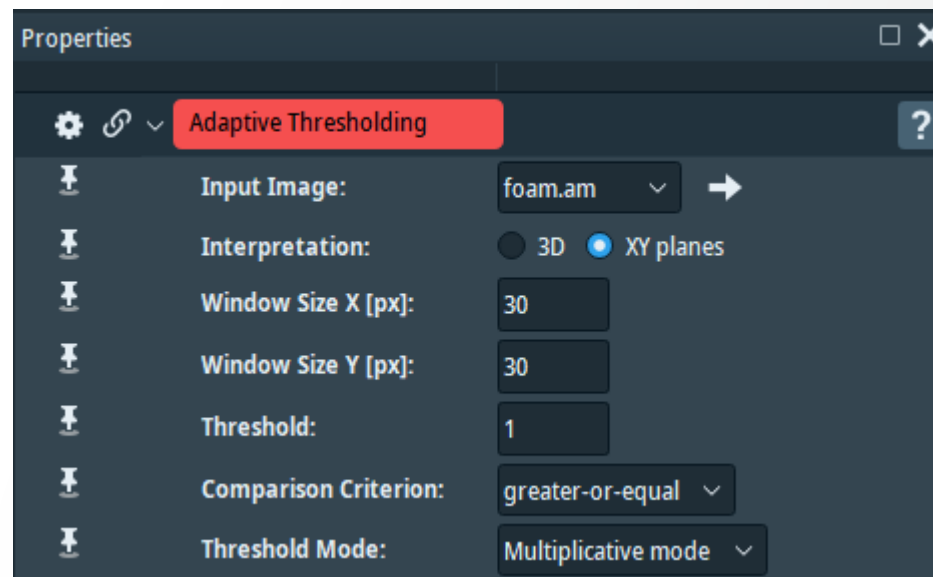 Properties
Adaptive Thresholding ?
Input Image: foam.am
Interpretation: 3D XY planes
Window Size X [px]: 30
Window Size Y [px]: 30
Threshold: 1
Comparison Criterion: greater-or-equal
Threshold Mode: Multiplicative mode